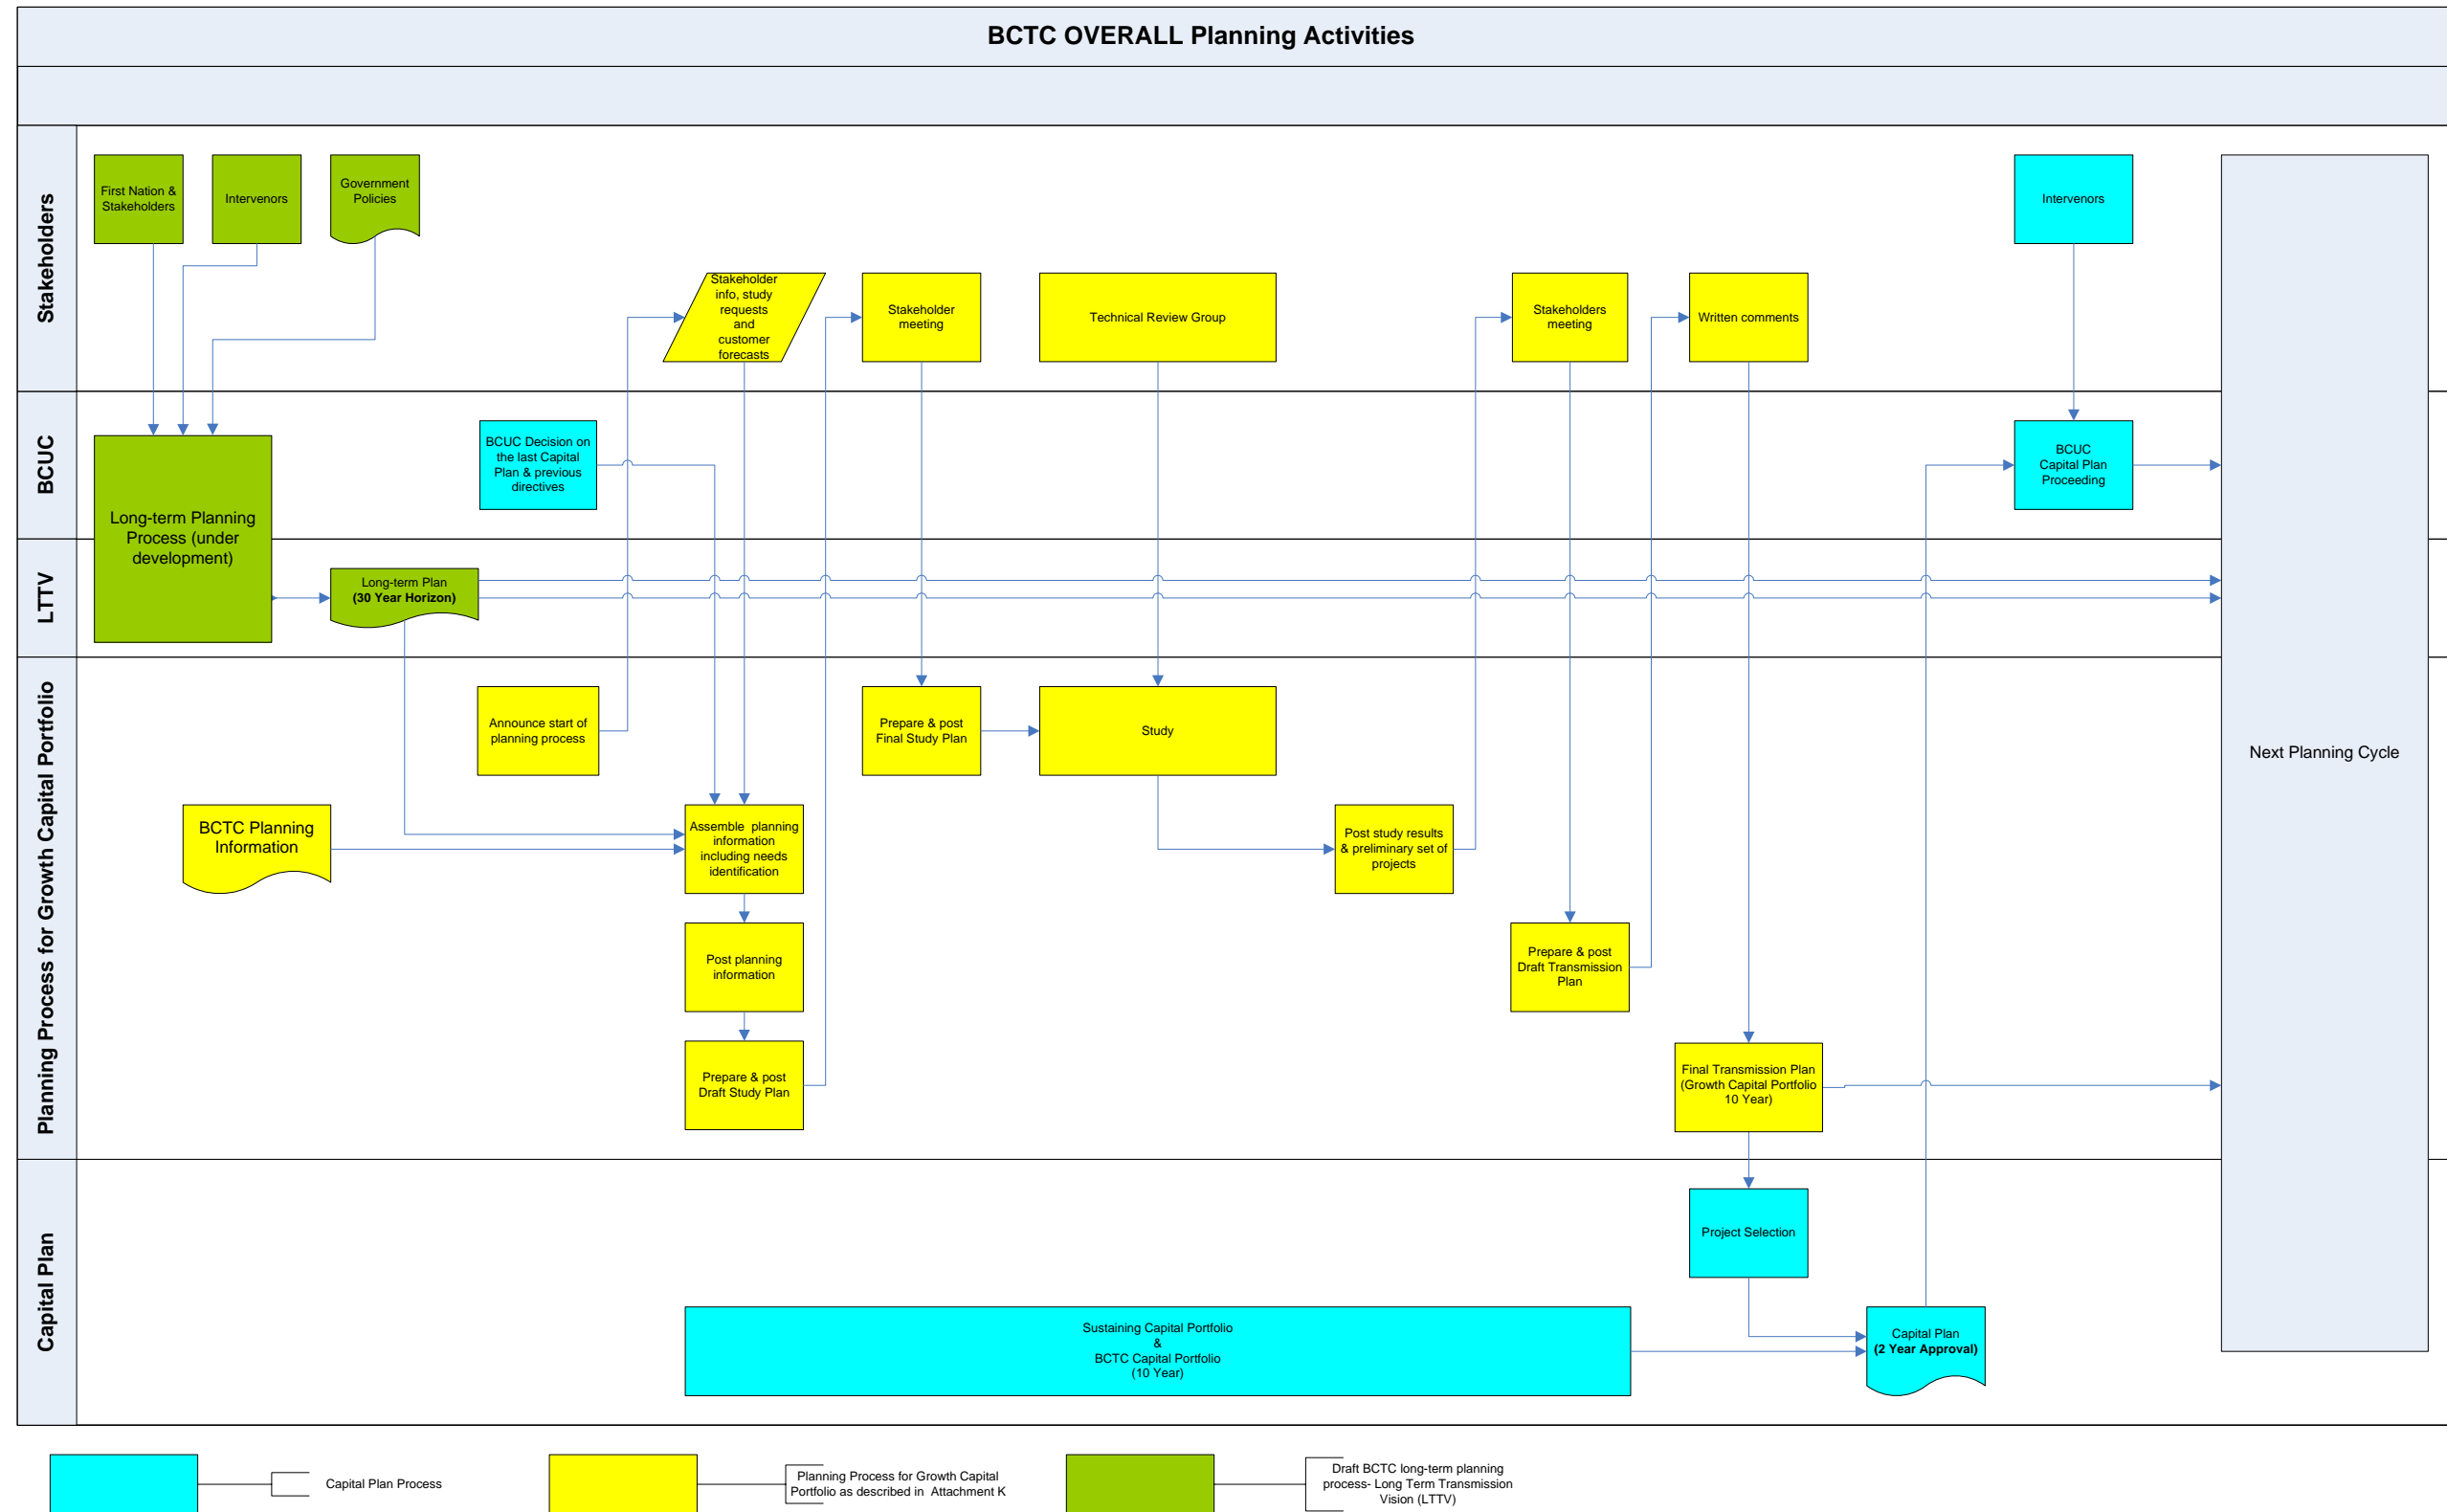 BCTC OVERALL Planning Activities
Stakeholders
First Nation &
Stakeholders
Intervenors
Government
Policies
Stakeholder
info, study
requests
and
customer
forecasts
Stakeholder
meeting
Technical Review Group
Stakeholders
meeting
Written comments
Intervenors
BCUC
Long-term Planning
Process (under
development)
BCUC Decision on
the last Capital
Plan & previous
directives
BCUC
Capital Plan
Proceeding
LTTV
Long-term Plan
(30 Year Horizon)
Next Planning Cycle
Planning Process for Growth Capital Portfolio
Announce start of
planning process
Prepare & post
Final Study Plan
Study
BCTC Planning
Information
Assemble planning
information
including needs
identification
Post study results
& preliminary set of
projects
Post planning
information
Prepare & post
Draft Transmission
Plan
Prepare & post
Draft Study Plan
Final Transmission Plan
(Growth Capital Portfolio
10 Year)
Capital Plan
Project Selection
Sustaining Capital Portfolio
&
BCTC Capital Portfolio
(10 Year)
Capital Plan
(2 Year Approval)
Capital Plan Process
Planning Process for Growth Capital
Portfolio as described in Attachment K
Draft BCTC long-term planning
process- Long Term Transmission
Vision (LTTV)